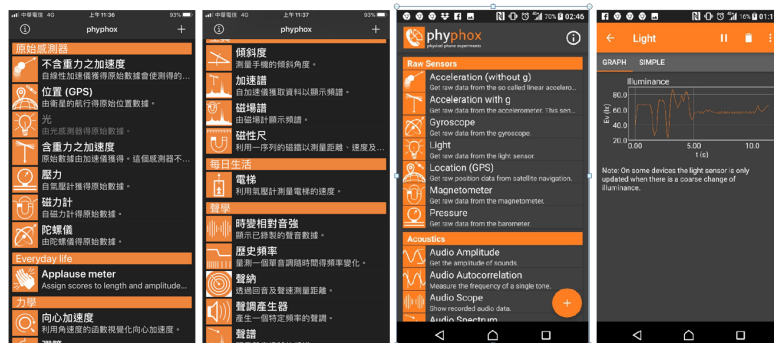 中華電信 4G 上午11:36 93%
phyphox
原始感測器
不含重力之加速度
自線性加速儀獲得原始數據會使測得的...
位置 (GPS)
由衛星的航行得原始位置數據。
光
由光感測器得原始數據。
含重力之加速度
原始數據由加速儀獲得。這個感測器不...
壓力
自氣壓計獲得原始數據。
磁力計
自磁力計得原始數據。
陀螺儀
由陀螺儀得原始數據。
Everyday life
Applause meter
Assign scores to length and amplitude...
力學
向心加速度
利用角速度的函數視覺化向心加速度。
中華電信 4G 上午11:37 93%
phyphox
傾斜度
測量手機的傾斜角度。
加速譜
自加速儀獲取資料以顯示頻譜。
磁場譜
由磁場計顯示頻譜。
磁性尺
利用一序列的磁鐵以測量距離、速度及...
每日生活
電梯
利用氣壓計測量電梯的速度。
聲學
時變相對音強
顯示已錄製的聲音數據。
歷史頻率
量測一個單音調隨時間得頻率變化。
聲納
透過回音及聲速測量距離。
聲調產生器
產生一個特定頻率的聲調。
聲譜
70% 02:46
phyphox
physical phone experiments
Raw Sensors
Acceleration (without g)
Get raw data from the so called linear accelero...
Acceleration with g
Get raw data from the accelerometer. This sen...
Gyroscope
Get raw data from the gyroscope.
Light
Get raw data from the light sensor.
Location (GPS)
Get raw position data from satellite navigation.
Magnetometer
Get raw data from the magnetometer.
Pressure
Get raw data from the barometer.
Acoustics
Audio Amplitude
Get the amplitude of sounds.
Audio Autocorrelation
Measure the frequency of a single tone.
Audio Scope
Show recorded audio data.
Audio Spectrum
16% 01:1
Light
GRAPH SIMPLE
Illuminance
80.0
60.0
40.0
20.0
Ev (lx)
0.00 5.00 10.0
t (s)
Note: On some devices the light sensor is only
updated when there is a coarse change of
illuminance.